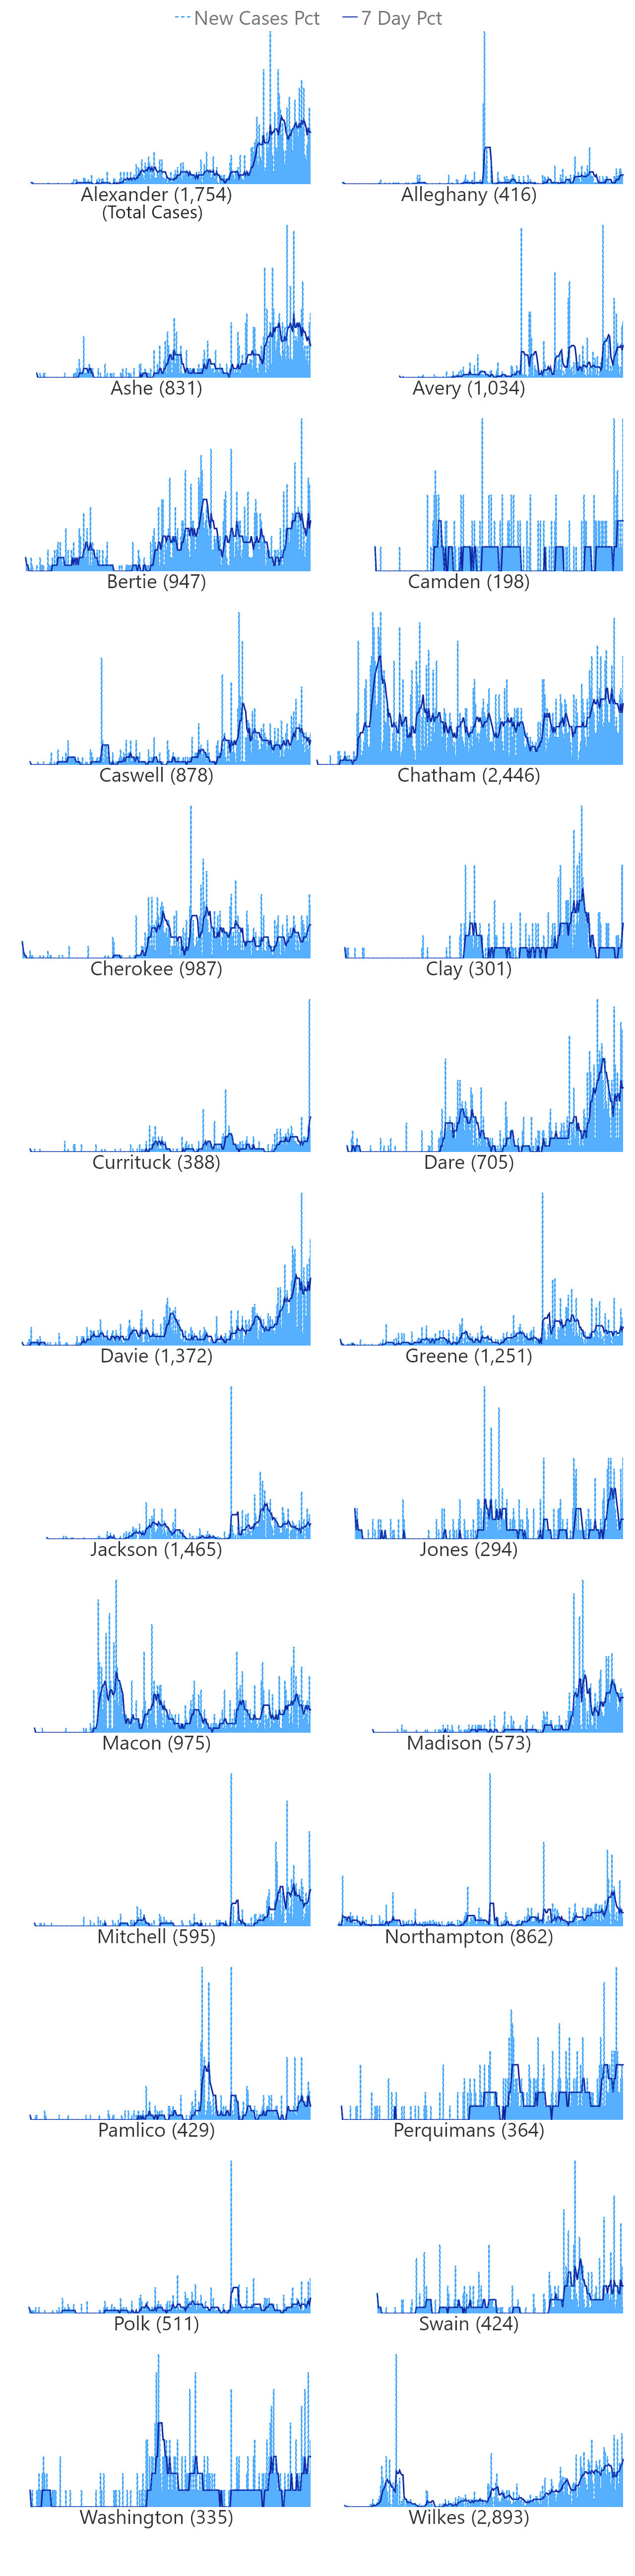 New Cases Pct 7 Day Pct
Alexander (1,754) Alleghany (416)
(Total Cases)
Ashe (831) Avery (1,034)
Bertie (947) Camden (198)
Caswell (878) Chatham (2,446)
Cherokee (987) Clay (301)
Currituck (388) Dare (705)
Davie (1,372) Greene (1,251)
Jackson (1,465) Jones (294)
Macon (975) Madison (573)
Mitchell (595) Northampton (862)
Pamlico (429) Perquimans (364)
Polk (511) Swain (424)
Washington (335) Wilkes (2,893)